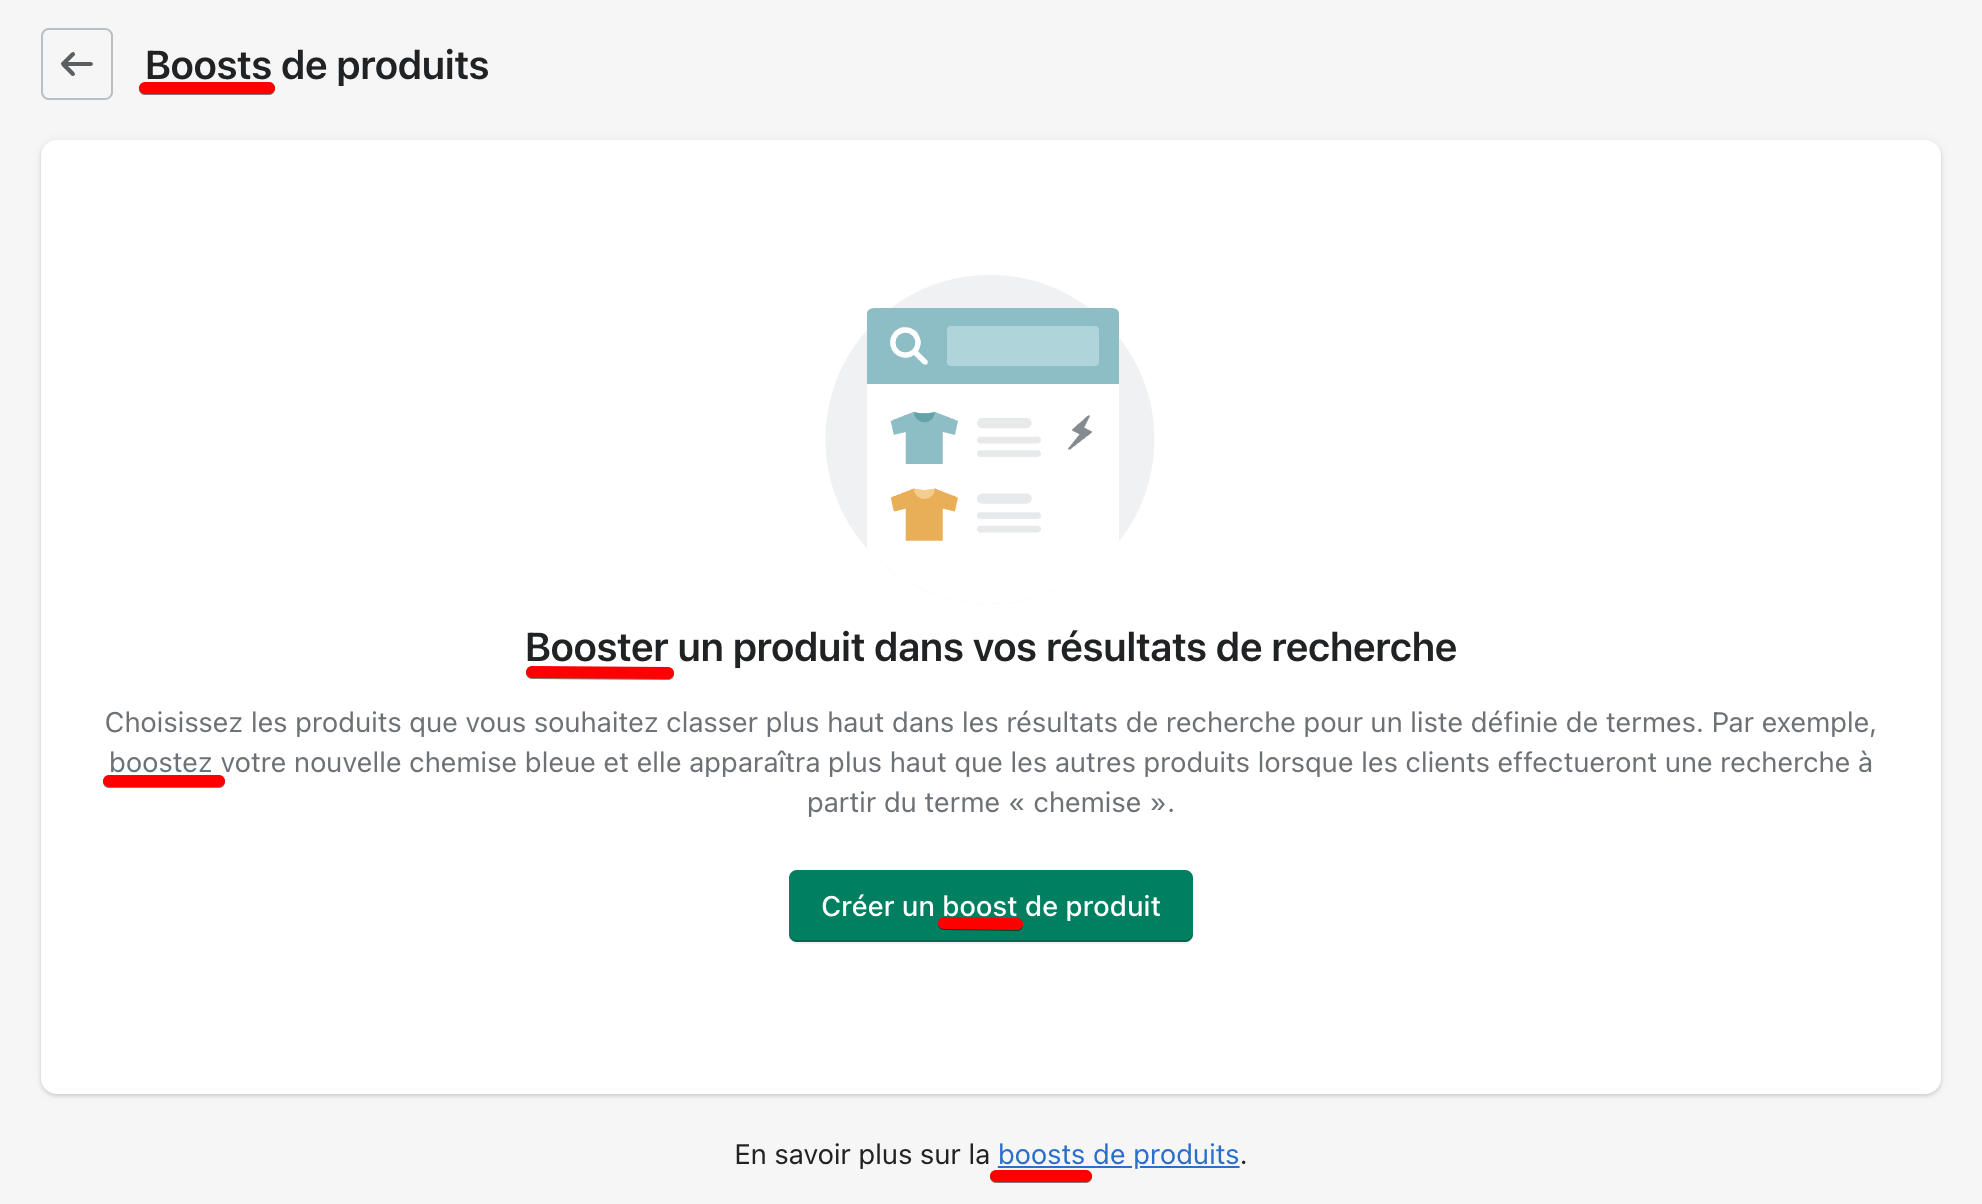 Boosts de produits
Booster un produit dans vos résultats de recherche
Choisissez les produits que vous souhaitez classer plus haut dans les résultats de recherche pour un liste définie de termes. Par exemple,
boostez votre nouvelle chemise bleue et elle apparaîtra plus haut que les autres produits lorsque les clients effectueront une recherche à
partir du terme « chemise ».
Créer un boost de produit
En savoir plus sur la boosts de produits.